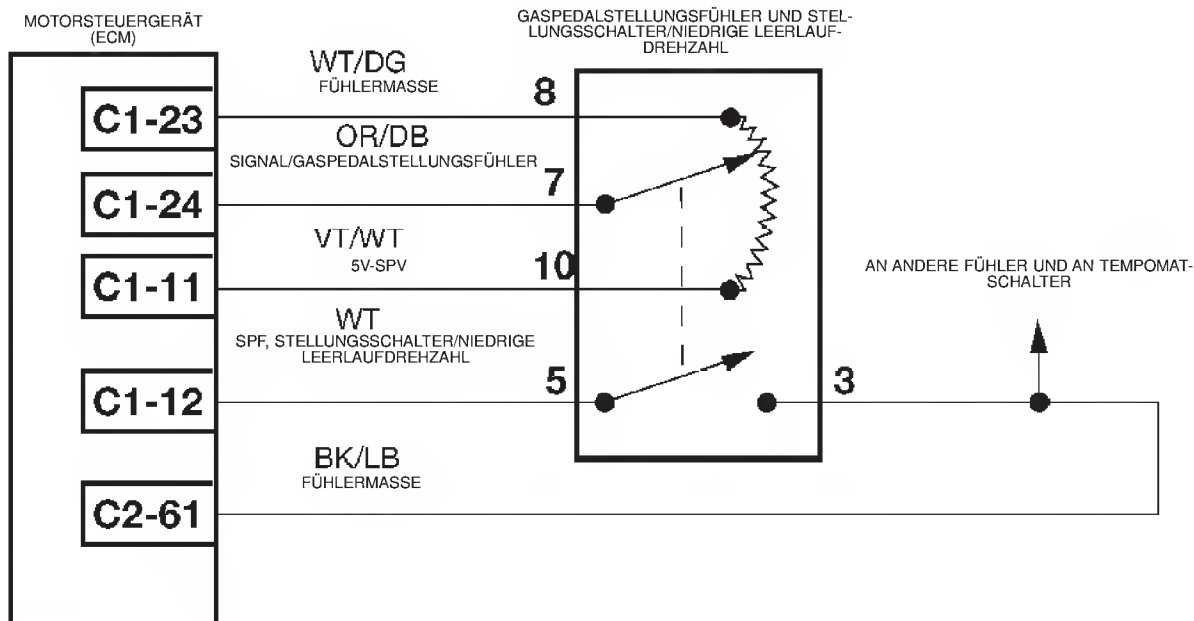 MOTORSTEUERGERÄT
(ECM)
GASPEDALSTELLUNGSFÜHLER UND STEL-
LUNGSSCHALTER/NIEDRIGE LEERLAUF-
DREHZAHL
WT/DG
FÜHLERMASSE
8
C1-23
OR/DB
SIGNAL/GASPEDALSTELLUNGSFÜHLER
7
C1-24
VT/WT
5V-SPV
10
C1-11
AN ANDERE FÜHLER UND AN TEMPOMAT-
SCHALTER
WT
SPF, STELLUNGSSCHALTER/NIEDRIGE
LEERLAUFDREHZAHL
5
3
C1-12
BK/LB
FÜHLERMASSE
C2-61